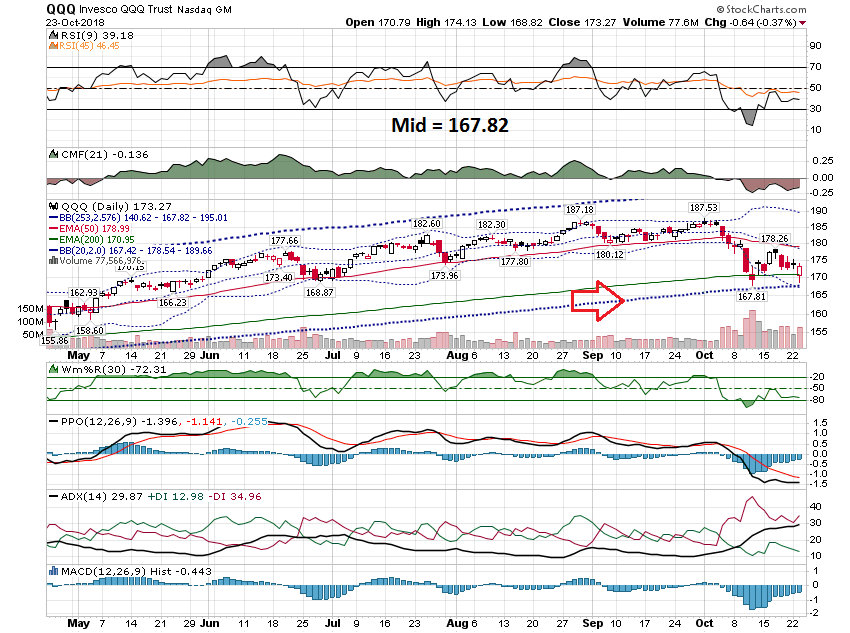 QQQ Invesco QQQ Trust Nasdaq GM © StockCharts.com
23-Oct-2018 Open 170.79 High 174.13 Low 168.82 Close 173.27 Volume 77.6M Chg -0.64 (-0.37%)
RSI(9) 39.18
RSI(45) 46.45
90
70
50
30
10
Mid = 167.82
CMF(21) -0.136
0.25
0.00
-0.25
QQQ (Daily) 173.27
BB(253,2.576) 140.62 - 167.82 - 195.01
EMA(50) 178.99
EMA(200) 170.95
BB(20,2.0) 167.42 - 178.54 - 189.66
Volume 77,566,976
190
185
180
175
170
165
160
155
150M
100M
50M
155.86
162.93
158.60
170.15
166.23
177.66
173.40
168.87
182.60
173.96
182.30
177.80
187.18
180.12
187.53
167.81
178.26
May 7 14 21 29 Jun 11 18 25 Jul 9 16 23 30 Aug 6 13 20 27 Sep 10 17 24 Oct 8 15 22
Wm%R(30) -72.31
-20
-50
-80
PPO(12,26,9) -1.396, -1.141, -0.255
1.5
1.0
0.5
0.0
-0.5
-1.0
-1.5
ADX(14) 29.87 +DI 12.98 -DI 34.96
40
30
20
10
MACD(12,26,9) Hist -0.443
1
0
-1
-2
May 7 14 21 29 Jun 11 18 25 Jul 9 16 23 30 Aug 6 13 20 27 Sep 10 17 24 Oct 8 15 22